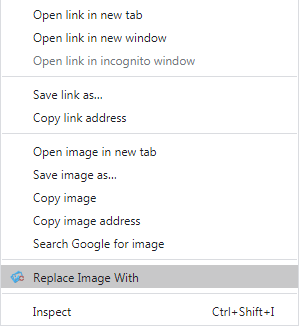 Open link in new tab
Open link in new window
Open link in incognito window
Save link as...
Copy link address
Open image in new tab
Save image as...
Copy image
Copy image address
Search Google for image
Replace Image With
Inspect Ctrl+Shift+I